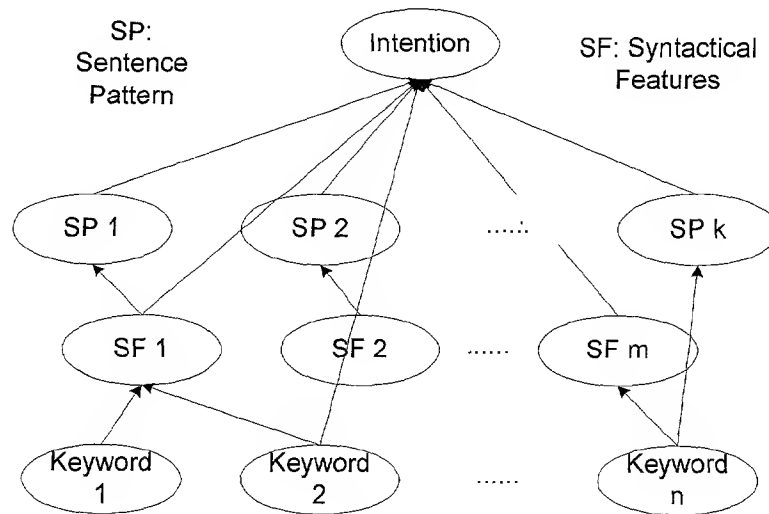 SP:
Sentence
Pattern
Intention
SF: Syntactical
Features
SP 1
SP 2
......
SP k
SF 1
SF 2
......
SF m
Keyword
1
Keyword
2
......
Keyword
n